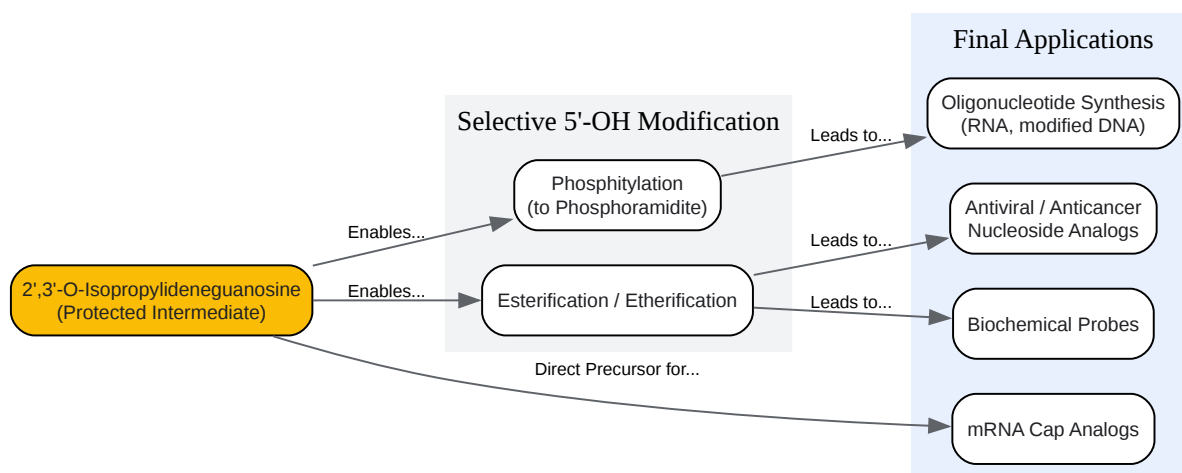 Final Applications
Oligonucleotide Synthesis
(RNA, modified DNA)
Selective 5'-OH Modification
Leads to...
Phosphitylation
(to Phosphoramidite)
Antiviral / Anticancer
Nucleoside Analogs
Enables...
Leads to...
2',3'-O-Isopropylideneguanosine
(Protected Intermediate)
Enables...
Esterification / Etherification
Leads to...
Biochemical Probes
Direct Precursor for...
mRNA Cap Analogs